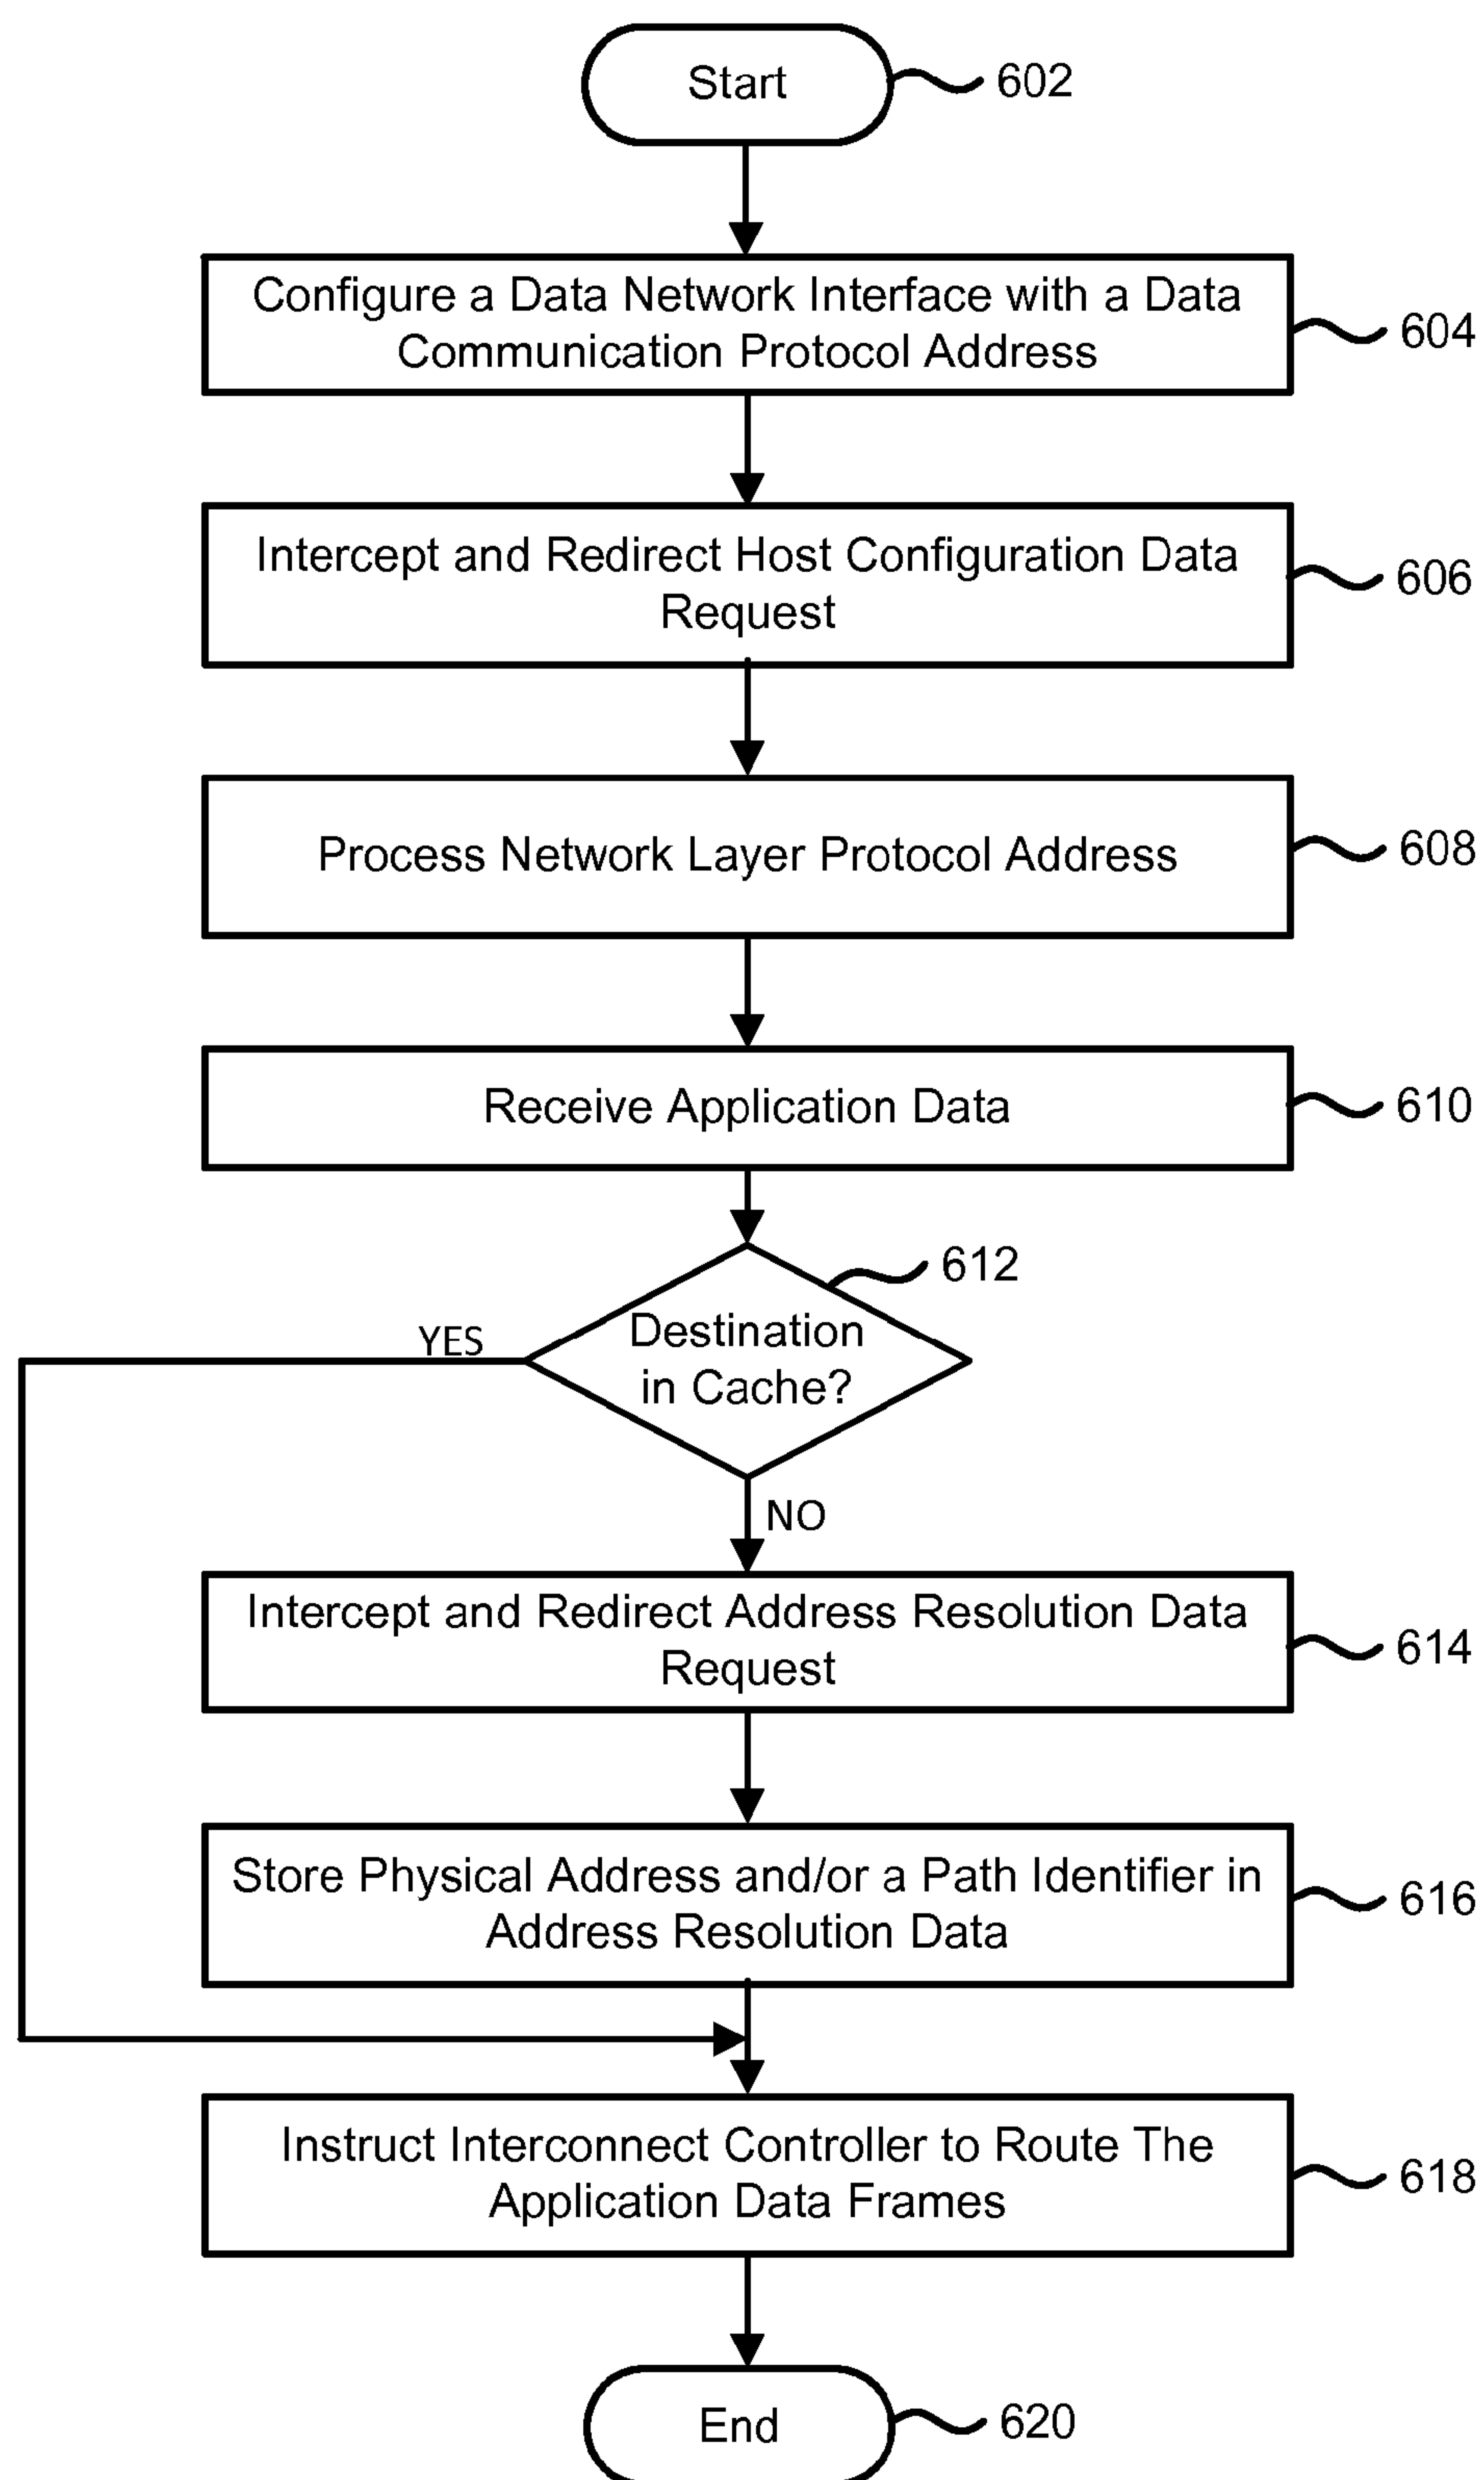 Start
602
Configure a Data Network Interface with a Data
Communication Protocol Address
604
Intercept and Redirect Host Configuration Data
Request
606
Process Network Layer Protocol Address
608
Receive Application Data
610
612
Destination
in Cache?
YES
NO
Intercept and Redirect Address Resolution Data
Request
614
Store Physical Address and/or a Path Identifier in
Address Resolution Data
616
Instruct Interconnect Controller to Route The
Application Data Frames
618
End
620